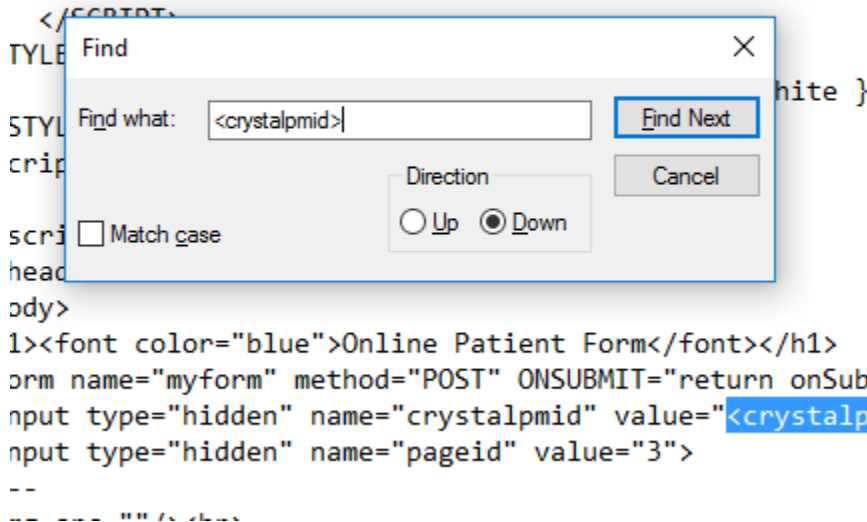 </SCRIPT>
Find
TYLE
hite }
Find what: <crystalpmid> Find Next
STYL
crip
Direction Cancel
Up Down
scri Match case
head
ody>
1><font color="blue">Online Patient Form</font></h1>
orm name="myform" method="POST" ONSUBMIT="return onSub
nput type="hidden" name="crystalpmid" value="<crystalp
nput type="hidden" name="pageid" value="3">
--